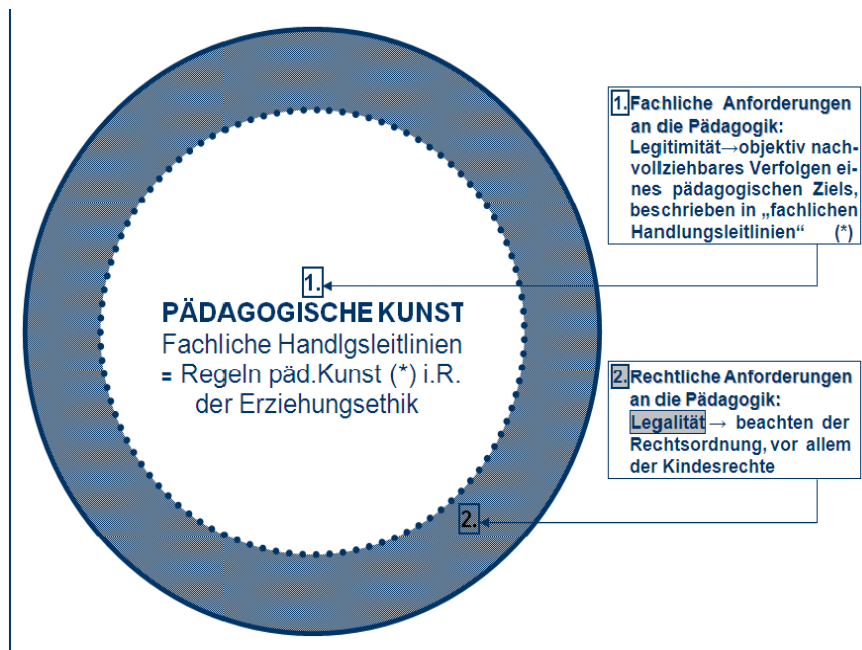 1.
PÄDAGOGISCHE KUNST
Fachliche Handlgsleitlinien
= Regeln päd.Kunst (*) i.R.
der Erziehungsethik
2.
1. Fachliche Anforderungen
an die Pädagogik:
Legitimität→objektiv nach-
vollziehbares Verfolgen ei-
nes pädagogischen Ziels,
beschrieben in „fachlichen
Handlungsleitlinien“ (*)
2. Rechtliche Anforderungen
an die Pädagogik:
Legalität → beachten der
Rechtsordnung, vor allem
der Kindesrechte